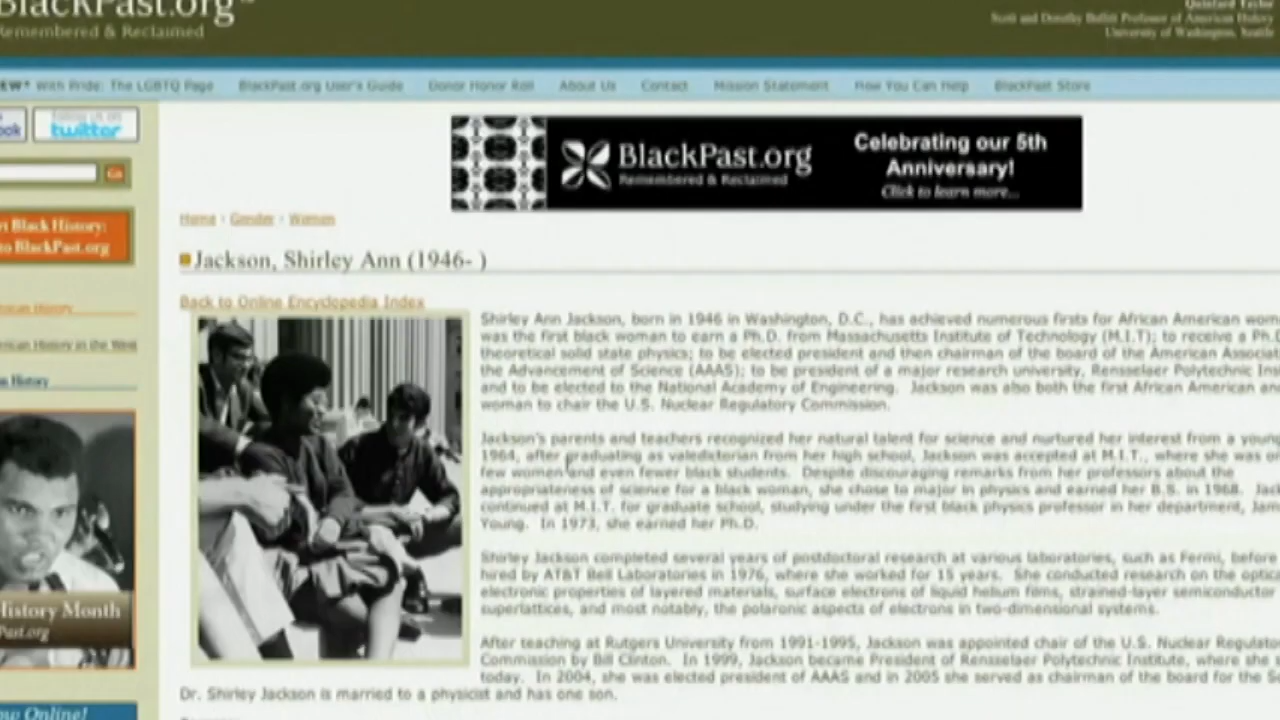 BlackPast.org
Remembered & Reclaimed
Quintard Taylor
Scott and Dorothy Bullitt Professor of American History
University of Washington, Seattle
With Pride: The LGBTQ Page
BlackPast.org User's Guide
Donor Honor Roll
About Us
Contact
Mission Statement
How You Can Help
BlackPast Store
twitter
Go
BlackPast.org
Remembered & Reclaimed
Celebrating our 5th
Anniversary!
Click to learn more...
Black History:
to BlackPast.org
Home › Gender › Women
Jackson, Shirley Ann (1946- )
Back to Online Encyclopedia Index
History
History in the West
History
History Month
Past.org
Online!
Shirley Ann Jackson, born in 1946 in Washington, D.C., has achieved numerous firsts for African American wom
was the first black woman to earn a Ph.D. from Massachusetts Institute of Technology (M.I.T); to receive a Ph.D
theoretical solid state physics; to be elected president and then chairman of the board of the American Associat
the Advancement of Science (AAAS); to be president of a major research university, Rensselaer Polytechnic Inst
and to be elected to the National Academy of Engineering. Jackson was also both the first African American an
woman to chair the U.S. Nuclear Regulatory Commission.
Jackson's parents and teachers recognized her natural talent for science and nurtured her interest from a young
1964, after graduating as valedictorian from her high school, Jackson was accepted at M.I.T., where she was o
few women and even fewer black students. Despite discouraging remarks from her professors about the
appropriateness of science for a black woman, she chose to major in physics and earned her B.S. in 1968. Jac
continued at M.I.T. for graduate school, studying under the first black physics professor in her department, Jam
Young. In 1973, she earned her Ph.D.
Shirley Jackson completed several years of postdoctoral research at various laboratories, such as Fermi, before
hired by AT&T Bell Laboratories in 1976, where she worked for 15 years. She conducted research on the optica
electronic properties of layered materials, surface electrons of liquid helium films, strained-layer semiconductor
superlattices, and most notably, the polaronic aspects of electrons in two-dimensional systems.
After teaching at Rutgers University from 1991-1995, Jackson was appointed chair of the U.S. Nuclear Regulato
Commission by Bill Clinton. In 1999, Jackson became President of Rensselaer Polytechnic Institute, where she
today. In 2004, she was elected president of AAAS and in 2005 she served as chairman of the board for the
Dr. Shirley Jackson is married to a physicist and has one son.